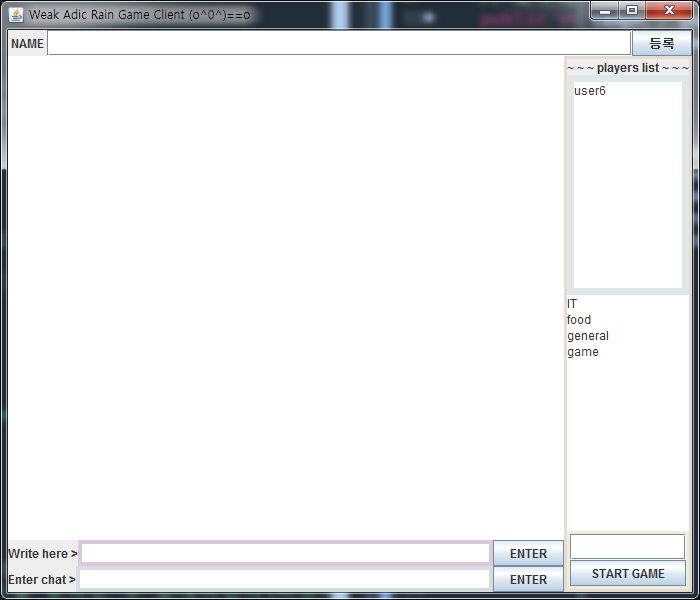 Weak Adic Rain Game Client (o^0^)==o
NAME
등록
~ ~ ~ players list ~ ~ ~
user6
IT
food
general
game
Write here >
ENTER
Enter chat >
ENTER
START GAME